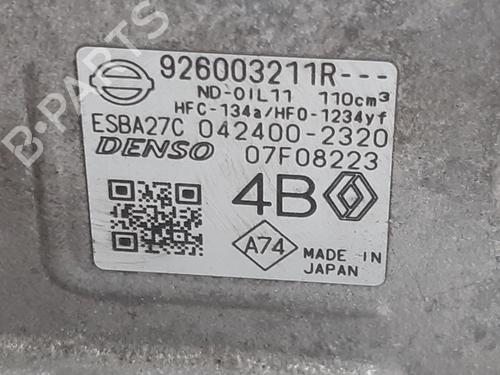 926003211R---
ND-OIL11 110cm³
HFC-134a/HFO-1234yf
ESBA27C 042400-2320
DENSO 07F08223
4B
A74
MADE IN
JAPAN
B-PARTS